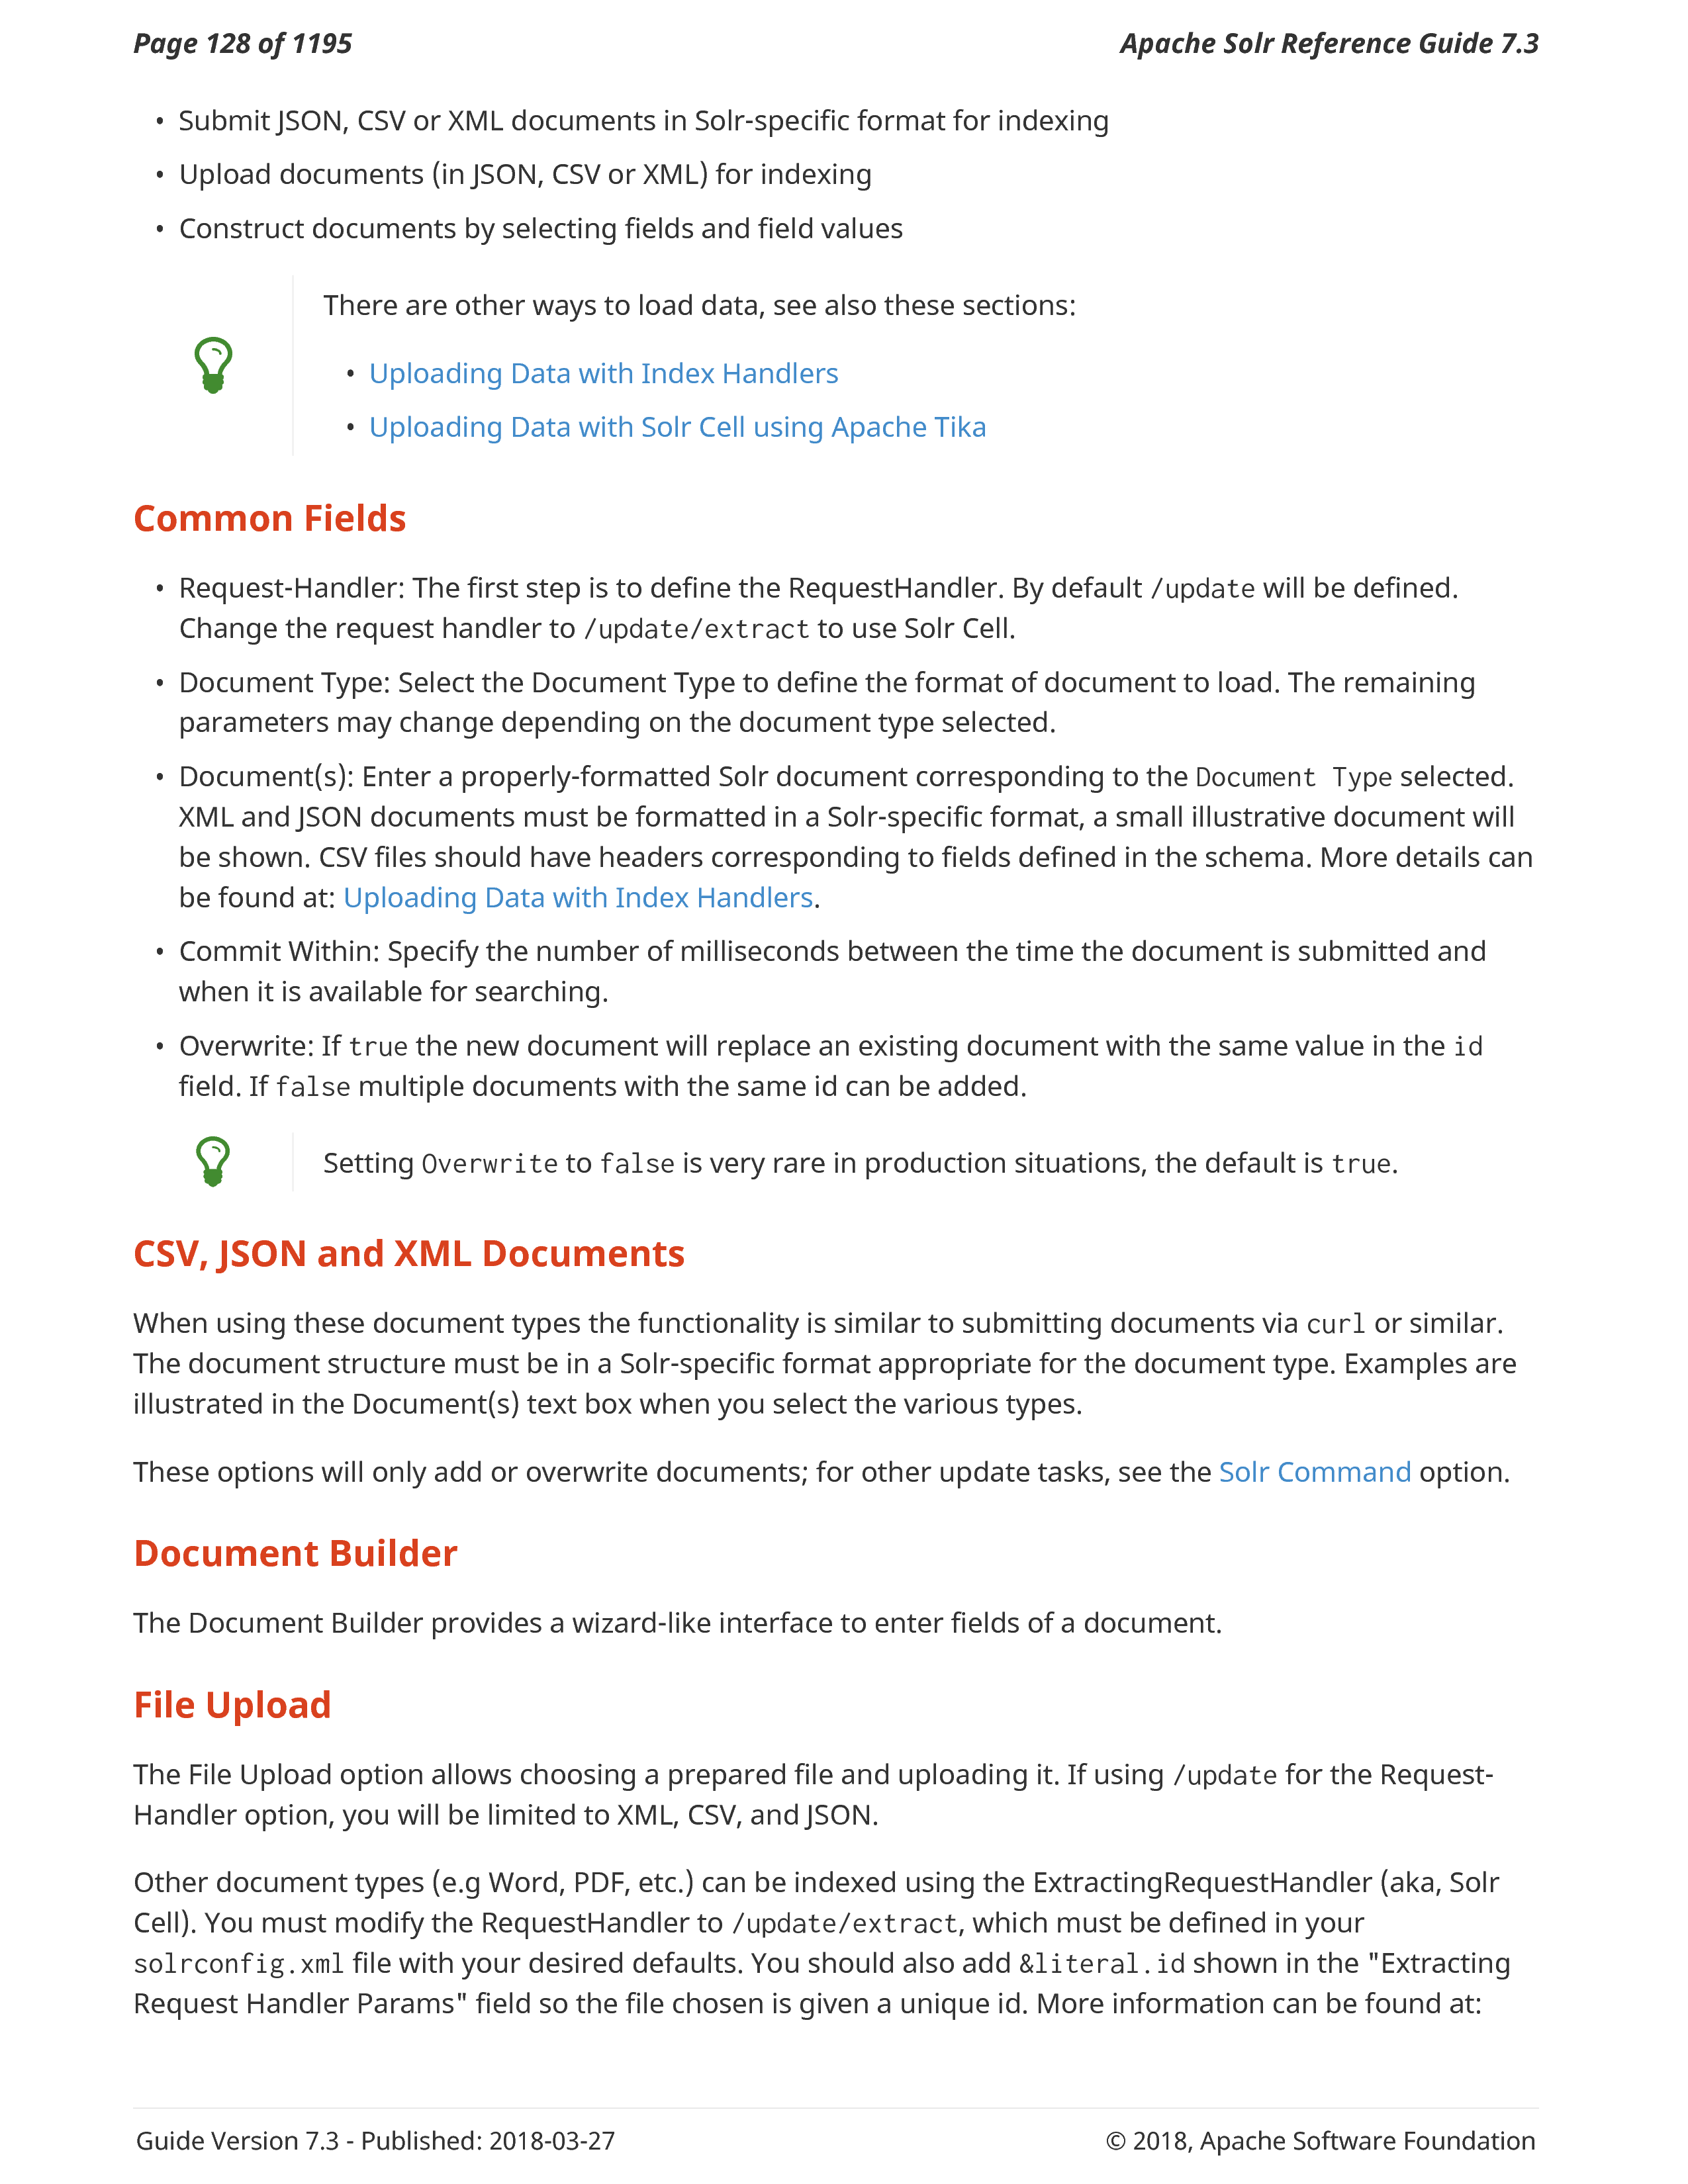 Page 128 of 1195
Apache Solr Reference Guide 7.3
• Submit JSON, CSV or XML documents in Solr-specific format for indexing
• Upload documents (in JSON, CSV or XML) for indexing
• Construct documents by selecting fields and field values
There are other ways to load data, see also these sections:
• Uploading Data with Index Handlers
• Uploading Data with Solr Cell using Apache Tika
Common Fields
• Request-Handler: The first step is to define the RequestHandler. By default /update will be defined.
Change the request handler to /update/extract to use Solr Cell.
• Document Type: Select the Document Type to define the format of document to load. The remaining
parameters may change depending on the document type selected.
• Document(s): Enter a properly-formatted Solr document corresponding to the Document Type selected.
XML and JSON documents must be formatted in a Solr-specific format, a small illustrative document will
be shown. CSV files should have headers corresponding to fields defined in the schema. More details can
be found at: Uploading Data with Index Handlers.
• Commit Within: Specify the number of milliseconds between the time the document is submitted and
when it is available for searching.
• Overwrite: If true the new document will replace an existing document with the same value in the id
field. If false multiple documents with the same id can be added.
Setting Overwrite to false is very rare in production situations, the default is true.
CSV, JSON and XML Documents
When using these document types the functionality is similar to submitting documents via curl or similar.
The document structure must be in a Solr-specific format appropriate for the document type. Examples are
illustrated in the Document(s) text box when you select the various types.
These options will only add or overwrite documents; for other update tasks, see the Solr Command option.
Document Builder
The Document Builder provides a wizard-like interface to enter fields of a document.
File Upload
The File Upload option allows choosing a prepared file and uploading it. If using /update for the Request-
Handler option, you will be limited to XML, CSV, and JSON.
Other document types (e.g Word, PDF, etc.) can be indexed using the ExtractingRequestHandler (aka, Solr
Cell). You must modify the RequestHandler to /update/extract, which must be defined in your
solrconfig.xml file with your desired defaults. You should also add &literal.id shown in the "Extracting
Request Handler Params" field so the file chosen is given a unique id. More information can be found at:
Guide Version 7.3 - Published: 2018-03-27
© 2018, Apache Software Foundation